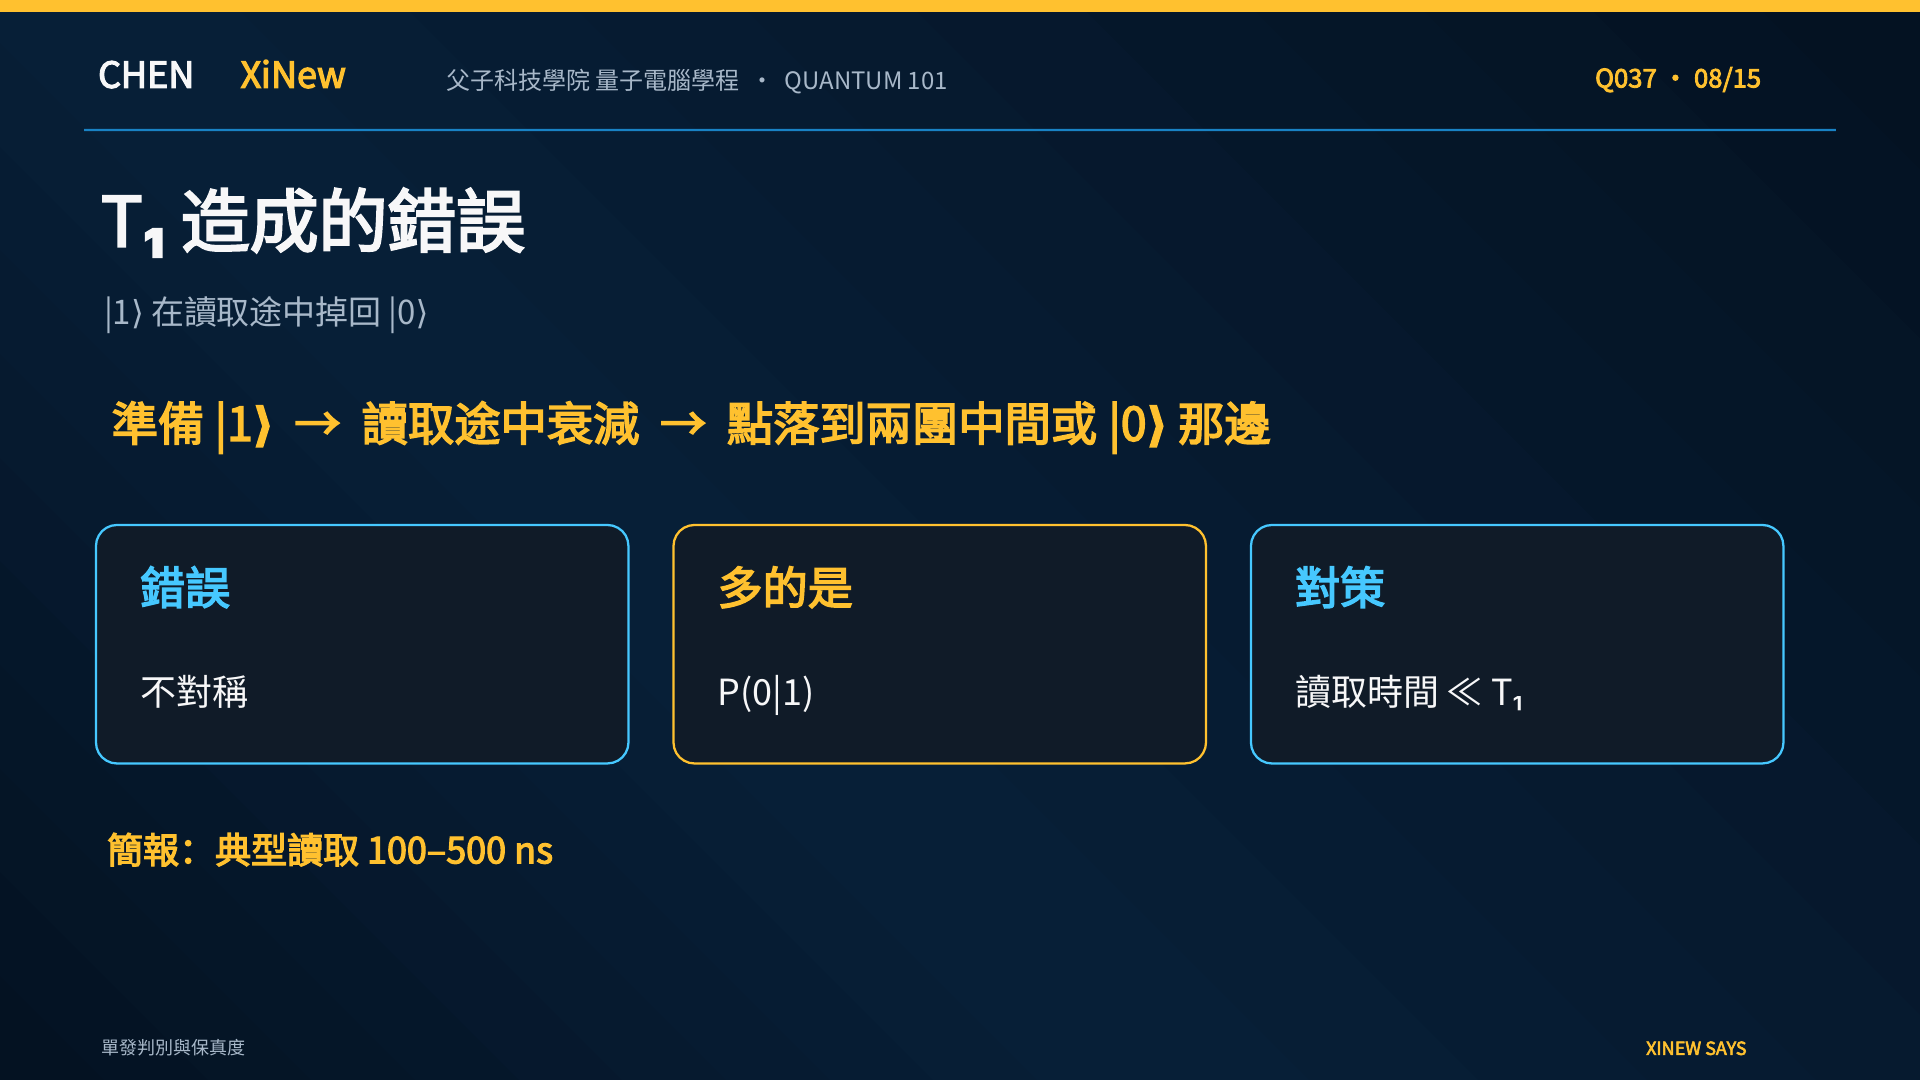 CHEN XiNew 父子科技學院 量子電腦學程 · QUANTUM 101 Q037 · 08/15
T₁ 造成的錯誤
|1⟩ 在讀取途中掉回 |0⟩
準備 |1⟩ → 讀取途中衰減 → 點落到兩團中間或 |0⟩ 那邊
錯誤
不對稱
多的是
P(0|1)
對策
讀取時間 ≪ T₁
簡報：典型讀取 100–500 ns
單發判別與保真度
XINEW SAYS